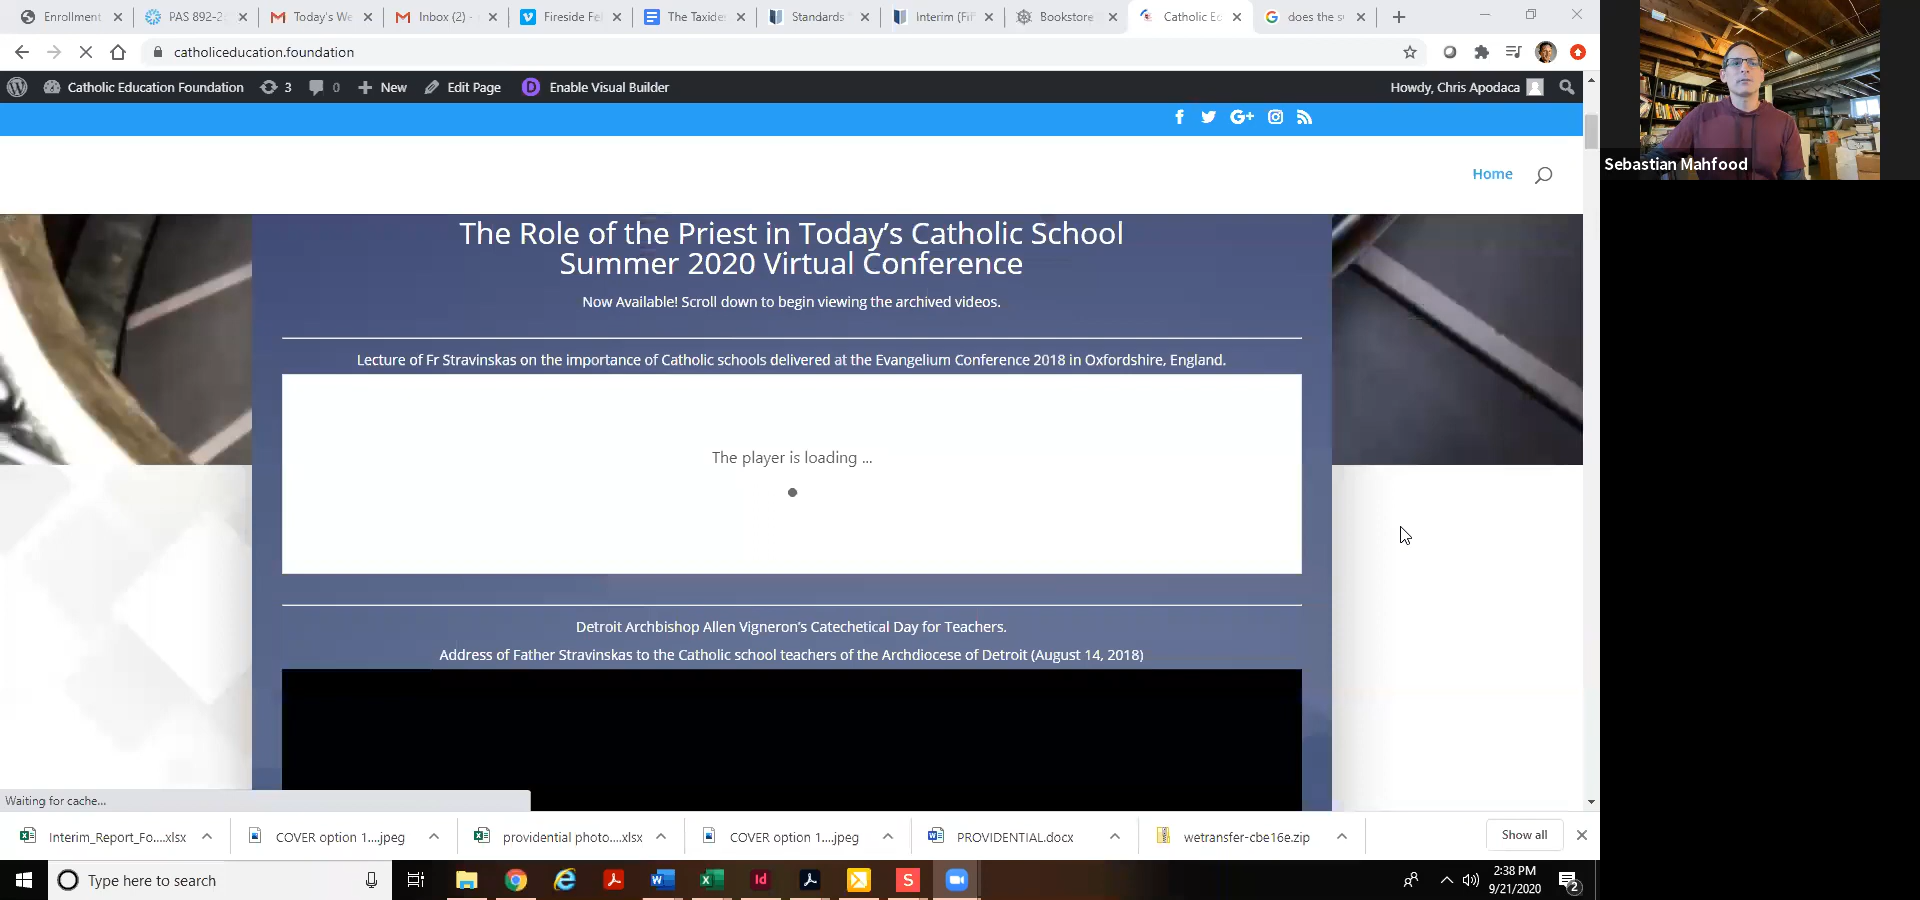 Enrollment
PAS 892-2
Today's We
Inbox (2) -
Fireside Fe
The Taxide
Standards
Interim (Fif
Bookstore
Catholic Ed
does the s
catholiceducation.foundation
Catholic Education Foundation
3
0
New
Edit Page
D
Enable Visual Builder
Howdy, Chris Apodaca
Home
The Role of the Priest in Today's Catholic School
Summer 2020 Virtual Conference
Now Available! Scroll down to begin viewing the archived videos.
Lecture of Fr Stravinskas on the importance of Catholic schools delivered at the Evangelium Conference 2018 in Oxfordshire, England.
The player is loading ...
Detroit Archbishop Allen Vigneron's Catechetical Day for Teachers.
Address of Father Stravinskas to the Catholic school teachers of the Archdiocese of Detroit (August 14, 2018)
Waiting for cache...
Interim_Report_Fo....xlsx
COVER option 1....jpeg
providential photo....xlsx
COVER option 1....jpeg
PROVIDENTIAL.docx
wetransfer-cbe16e.zip
Show all
Type here to search
2:38 PM
9/21/2020
2
Sebastian Mahfood